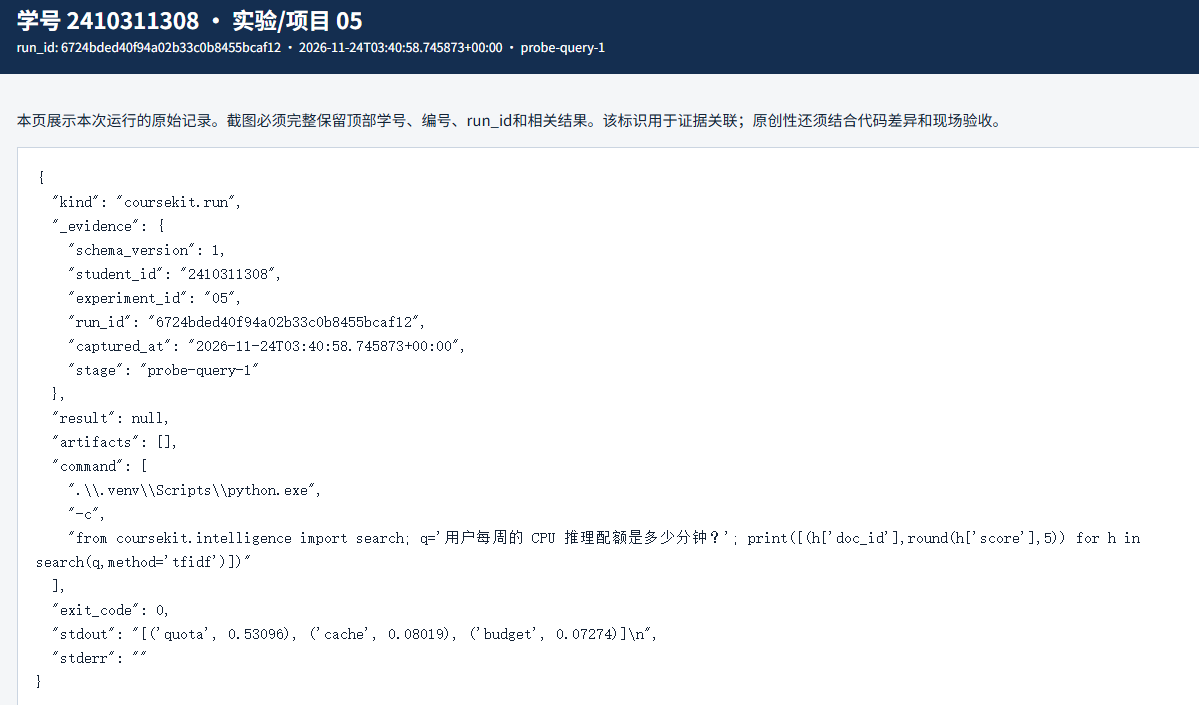 学号 2410311308 · 实验/项目 05
run_id: 6724bded40f94a02b33c0b8455bcaf12 · 2026-11-24T03:40:58.745873+00:00 · probe-query-1
本页展示本次运行的原始记录。截图必须完整保留顶部学号、编号、run_id和相关结果。该标识用于证据关联；原创性还须结合代码差异和现场验收。
{
  "kind": "coursekit.run",
  "_evidence": {
    "schema_version": 1,
    "student_id": "2410311308",
    "experiment_id": "05",
    "run_id": "6724bded40f94a02b33c0b8455bcaf12",
    "captured_at": "2026-11-24T03:40:58.745873+00:00",
    "stage": "probe-query-1"
  },
  "result": null,
  "artifacts": [],
  "command": [
    ".\\.venv\\Scripts\\python.exe",
    "-c",
    "from coursekit.intelligence import search; q='用户每周的 CPU 推理配额是多少分钟？'; print([(h['doc_id'],round(h['score'],5)) for h in
search(q,method='tfidf')])"
  ],
  "exit_code": 0,
  "stdout": "[('quota', 0.53096), ('cache', 0.08019), ('budget', 0.07274)]\n",
  "stderr": ""
}